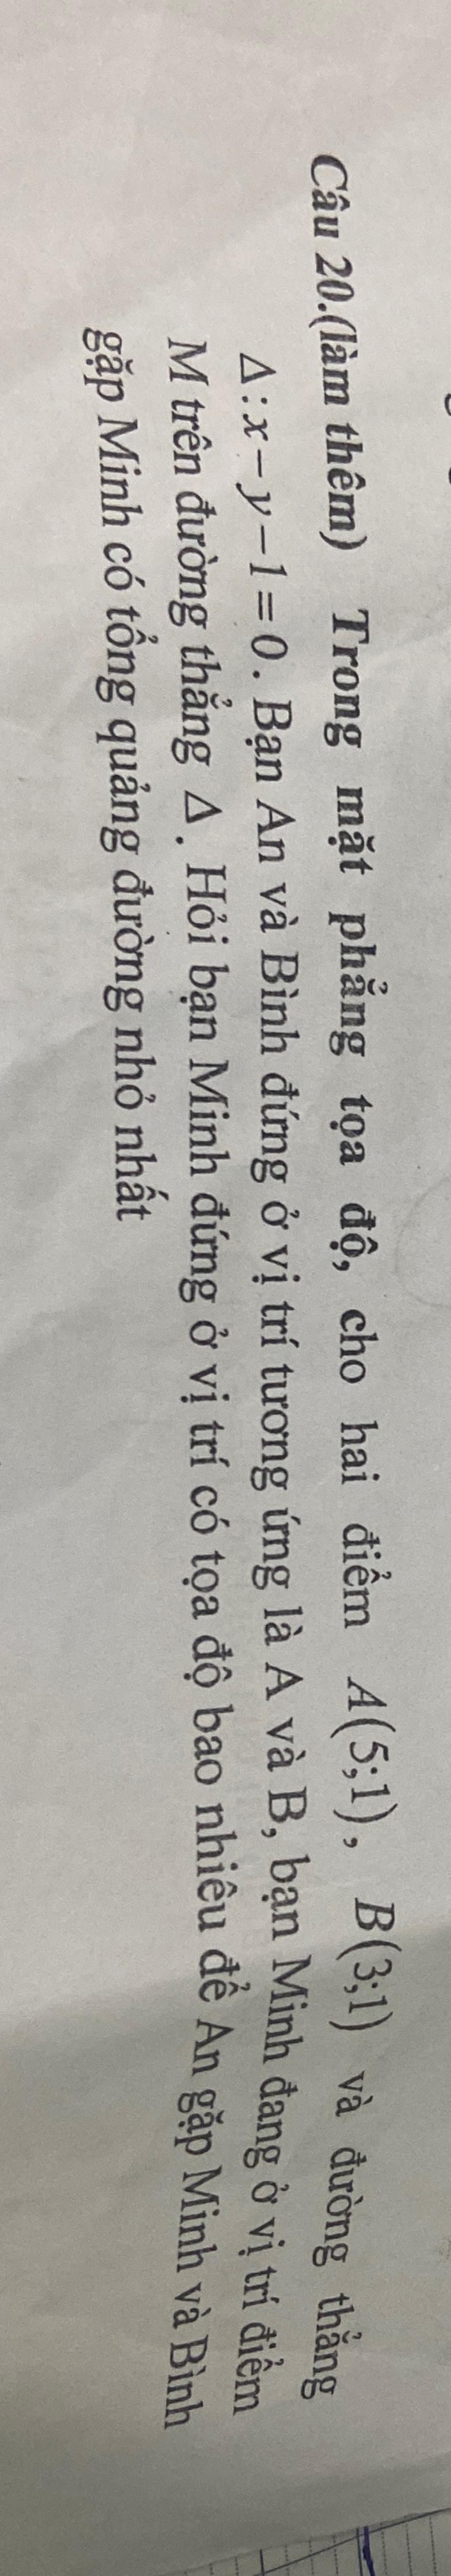 Câu 20.(làm thêm) Trong mặt phẳng tọa độ, cho hai điểm A(5;1), B(3;1) và đường thẳng
Δ: x - y - 1 = 0. Bạn An và Bình đứng ở vị trí tương ứng là A và B, bạn Minh đang ở vị trí điểm
M trên đường thẳng Δ. Hỏi bạn Minh đứng ở vị trí có tọa độ bao nhiêu để An gặp Minh và Bình
gặp Minh có tổng quảng đường nhỏ nhất